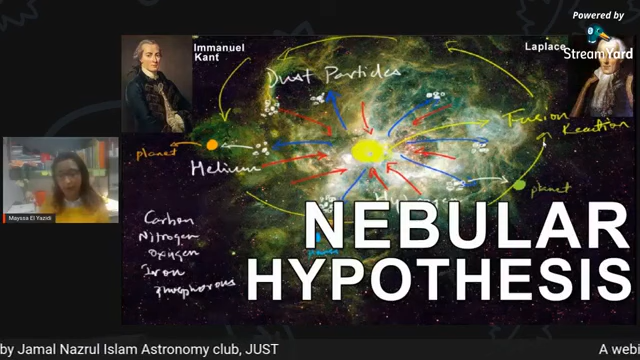 Powered by
StreamYard
Immanuel
Kant
Laplace
Dust Particles
Fusion
Reaction
planet
Helium
planet
Carbon
Nitrogen
Oxygen
Iron
Phosphorous
NEBULAR
HYPOTHESIS
Mayssa El Yazidi
by Jamal Nazrul Islam Astronomy club, JUST
A webi